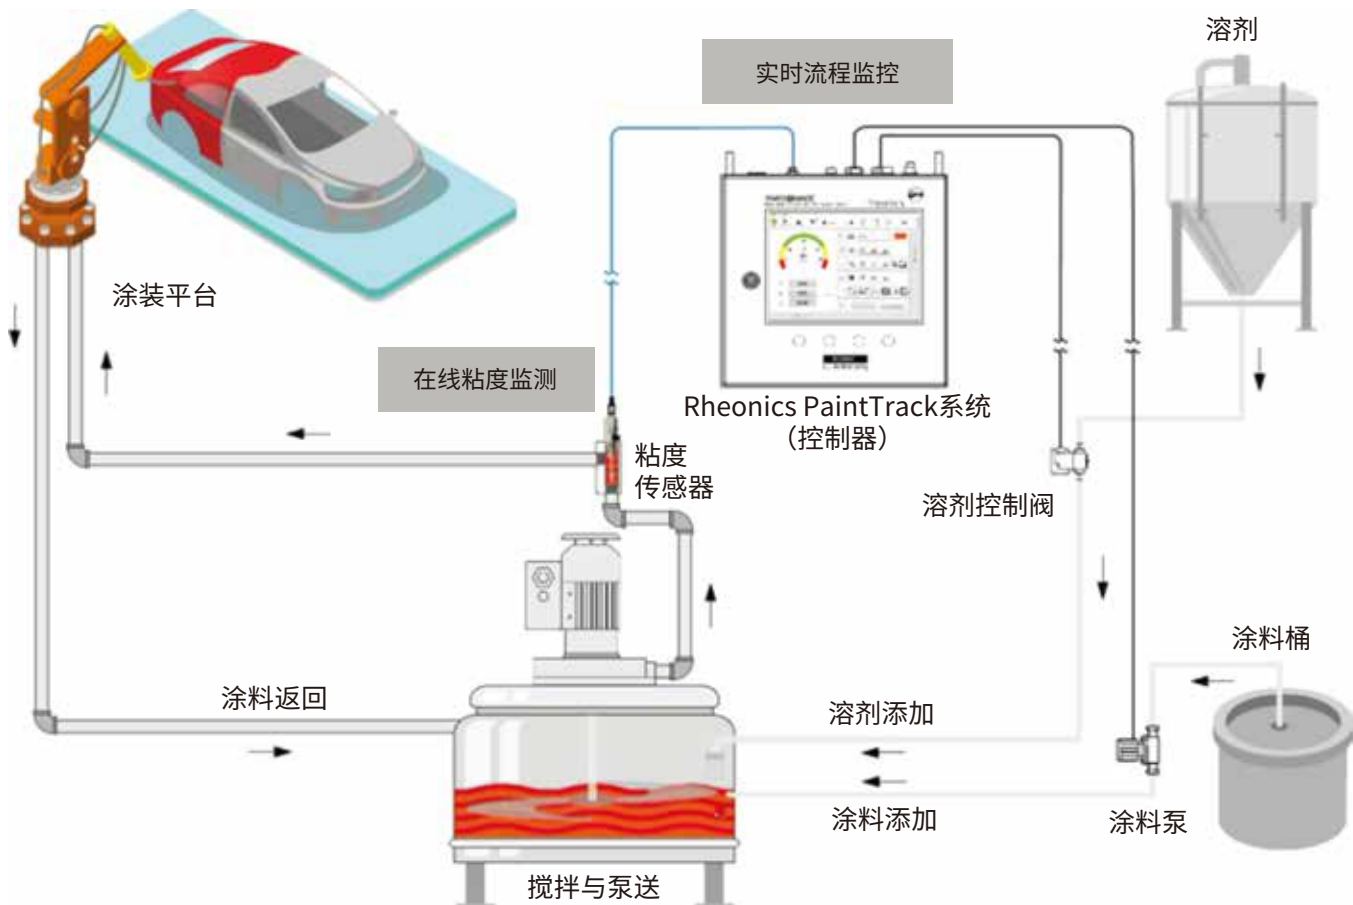 溶剂
实时流程监控
涂装平台
在线粘度监测
Rheonics PaintTrack系统
（控制器）
粘度
传感器
溶剂控制阀
涂料桶
涂料返回
溶剂添加
涂料添加
涂料泵
搅拌与泵送